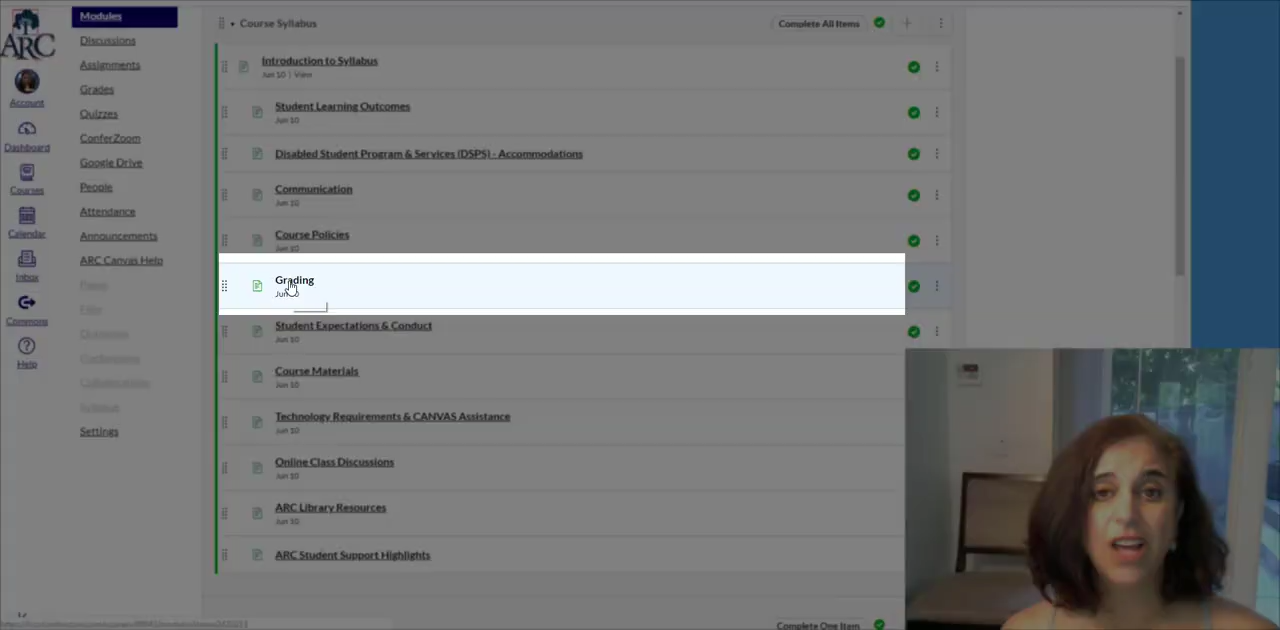 ARC
Account
Dashboard
Courses
Calendar
Inbox
Commons
Help
Modules
Discussions
Assignments
Grades
Quizzes
ConferZoom
Google Drive
People
Attendance
Announcements
ARC Canvas Help
Settings
Course Syllabus
Complete All Items
Introduction to Syllabus
Jun 10 | View
Student Learning Outcomes
Jun 10
Disabled Student Program & Services (DSPS) - Accommodations
Communication
Jun 10
Course Policies
Jun 10
Grading
Student Expectations & Conduct
Jun 10
Course Materials
Jun 10
Technology Requirements & CANVAS Assistance
Jun 10
Online Class Discussions
Jun 10
ARC Library Resources
Jun 10
ARC Student Support Highlights
Complete One Item